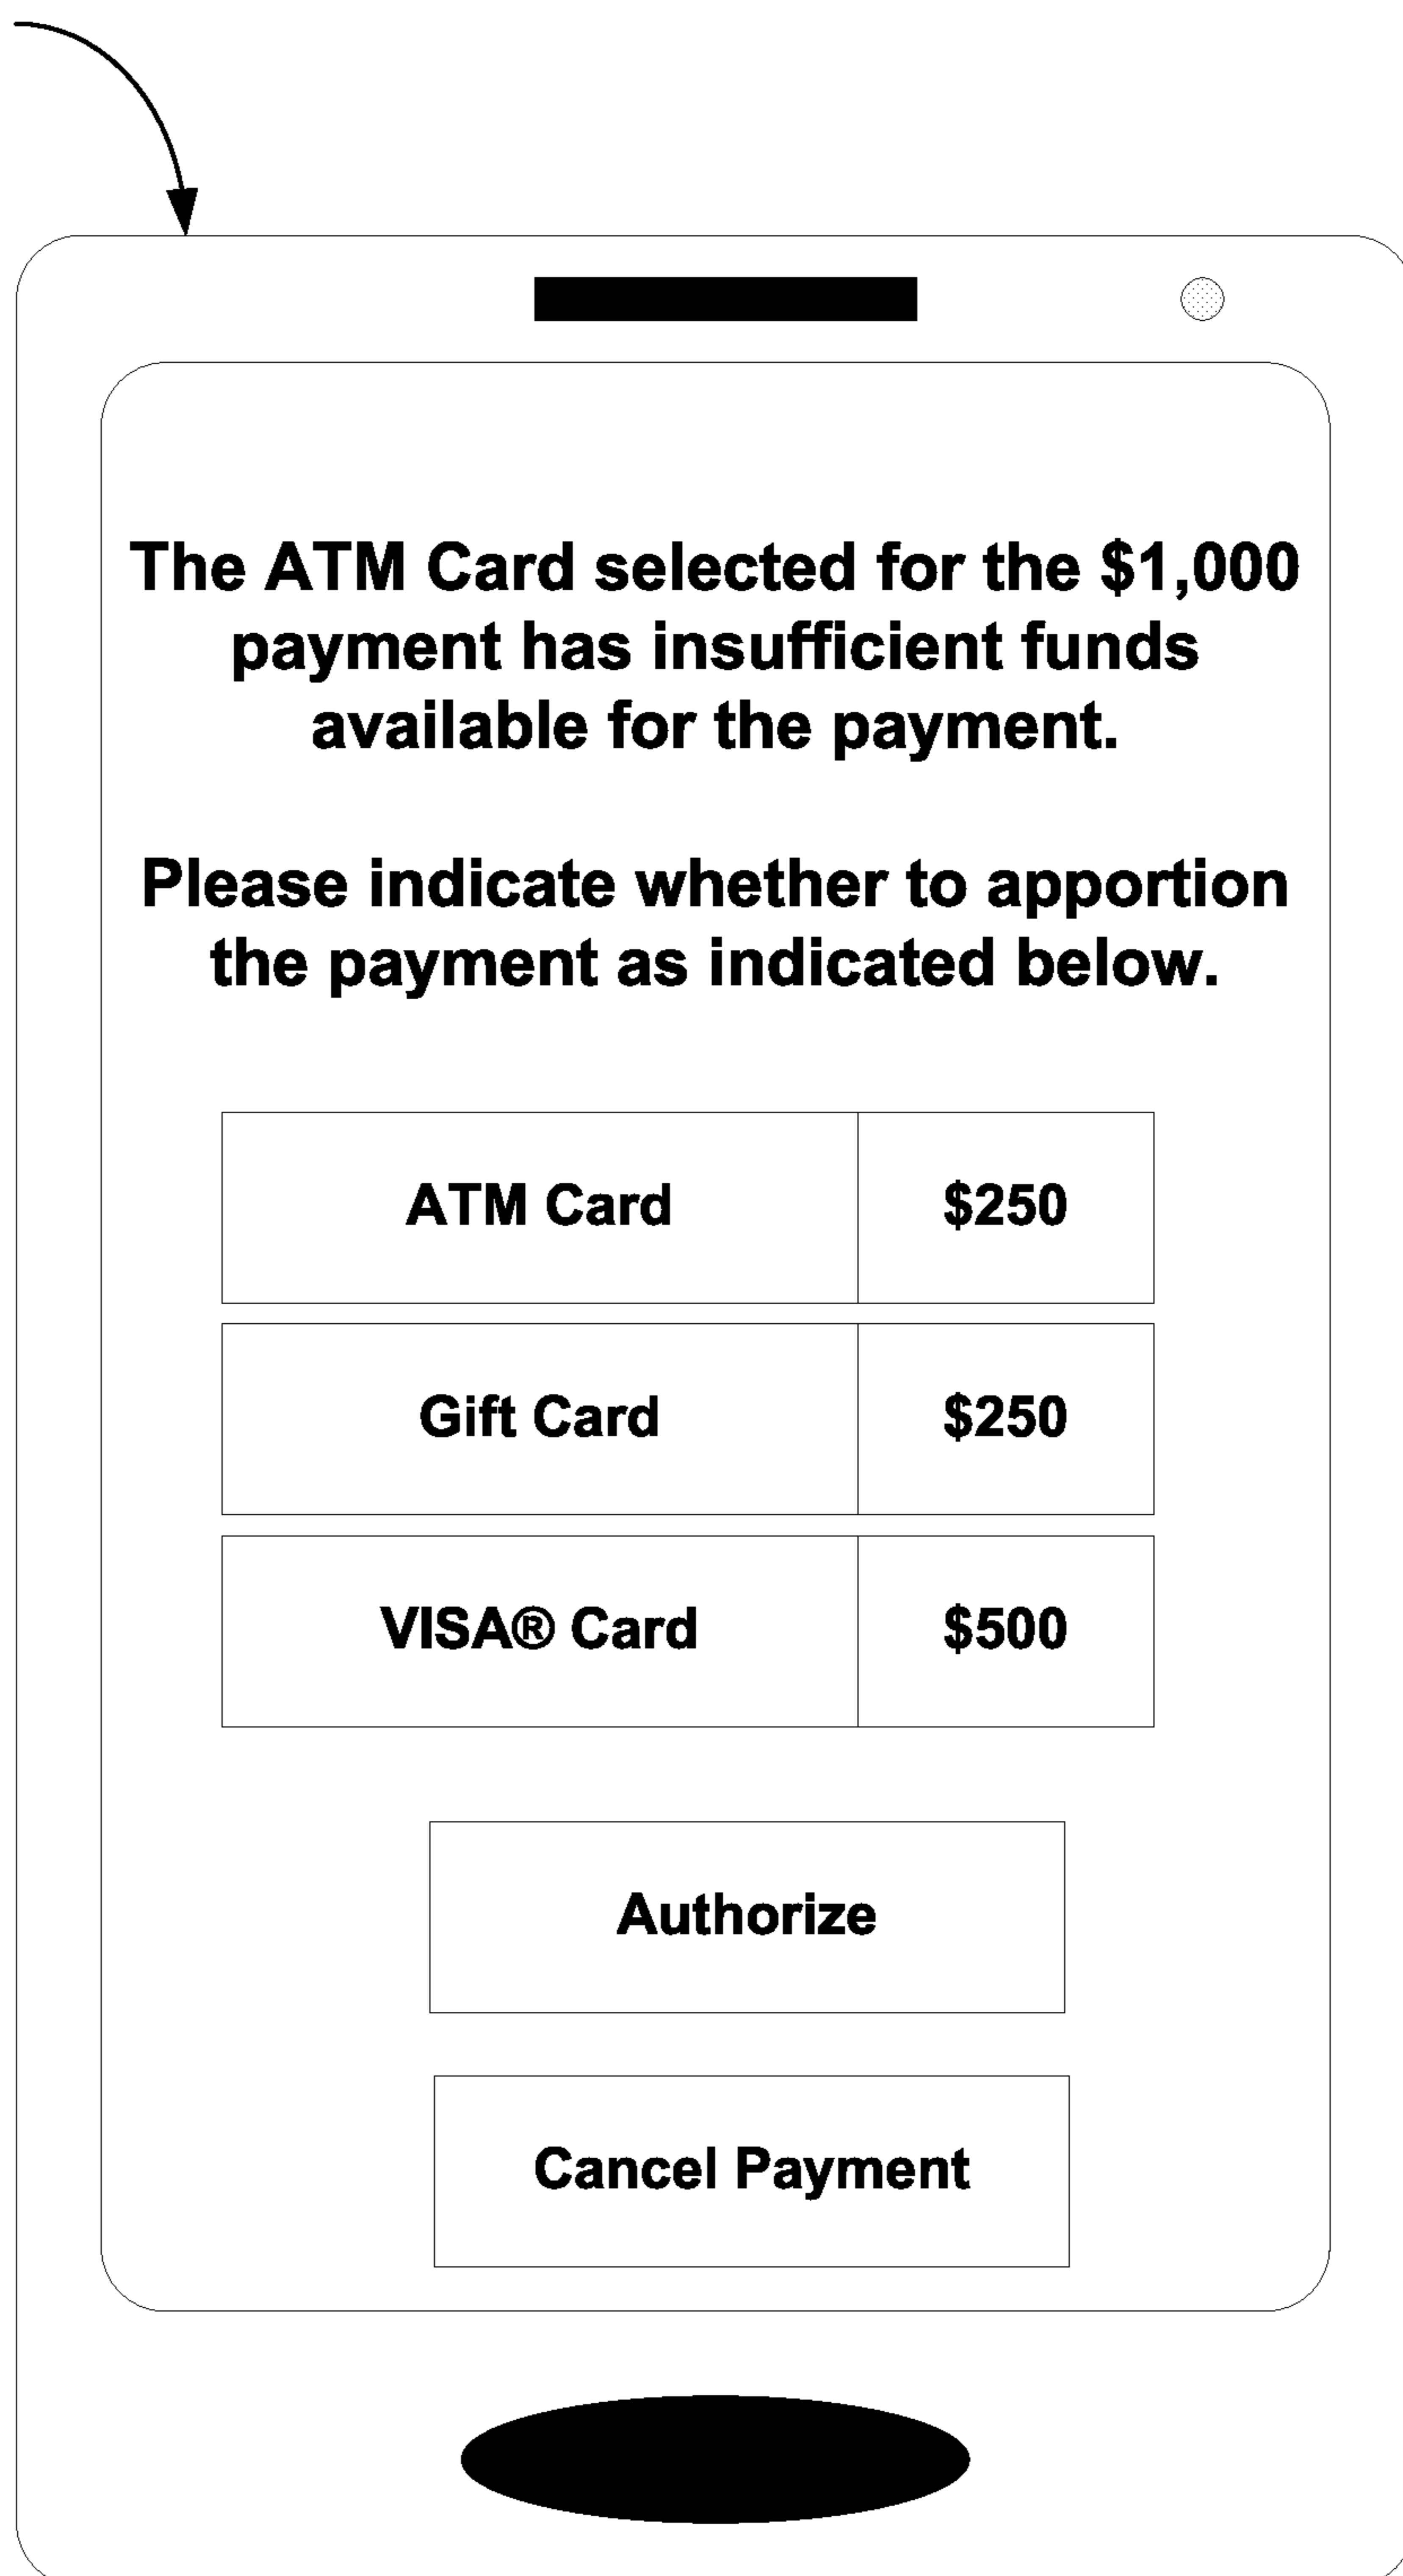 The ATM Card selected for the $1,000
payment has insufficient funds
available for the payment.
Please indicate whether to apportion
the payment as indicated below.
ATM Card $250
Gift Card $250
VISA® Card $500
Authorize
Cancel Payment